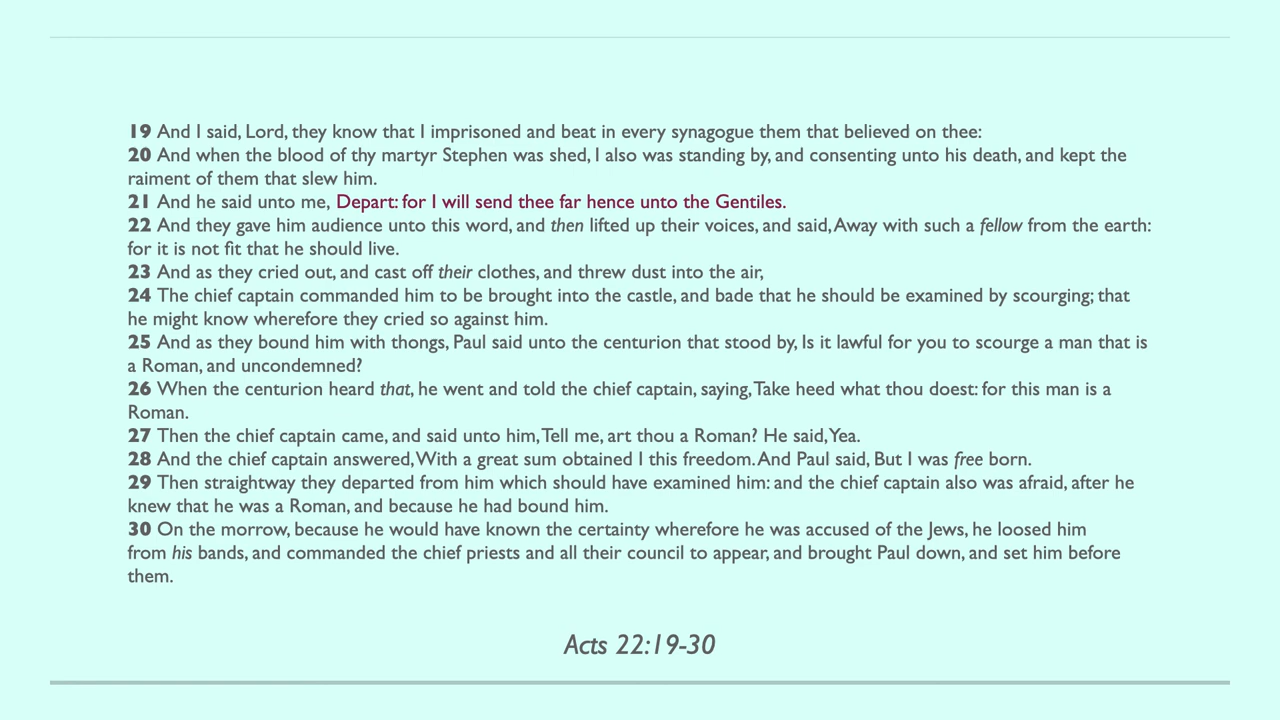 19 And I said, Lord, they know that I imprisoned and beat in every synagogue them that believed on thee:
20 And when the blood of thy martyr Stephen was shed, I also was standing by, and consenting unto his death, and kept the
raiment of them that slew him.
21 And he said unto me, Depart: for I will send thee far hence unto the Gentiles.
22 And they gave him audience unto this word, and then lifted up their voices, and said, Away with such a fellow from the earth:
for it is not fit that he should live.
23 And as they cried out, and cast off their clothes, and threw dust into the air,
24 The chief captain commanded him to be brought into the castle, and bade that he should be examined by scourging; that
he might know wherefore they cried so against him.
25 And as they bound him with thongs, Paul said unto the centurion that stood by, Is it lawful for you to scourge a man that is
a Roman, and uncondemned?
26 When the centurion heard that, he went and told the chief captain, saying, Take heed what thou doest: for this man is a
Roman.
27 Then the chief captain came, and said unto him, Tell me, art thou a Roman? He said, Yea.
28 And the chief captain answered, With a great sum obtained I this freedom. And Paul said, But I was free born.
29 Then straightway they departed from him which should have examined him: and the chief captain also was afraid, after he
knew that he was a Roman, and because he had bound him.
30 On the morrow, because he would have known the certainty wherefore he was accused of the Jews, he loosed him
from his bands, and commanded the chief priests and all their council to appear, and brought Paul down, and set him before
them.
Acts 22:19-30